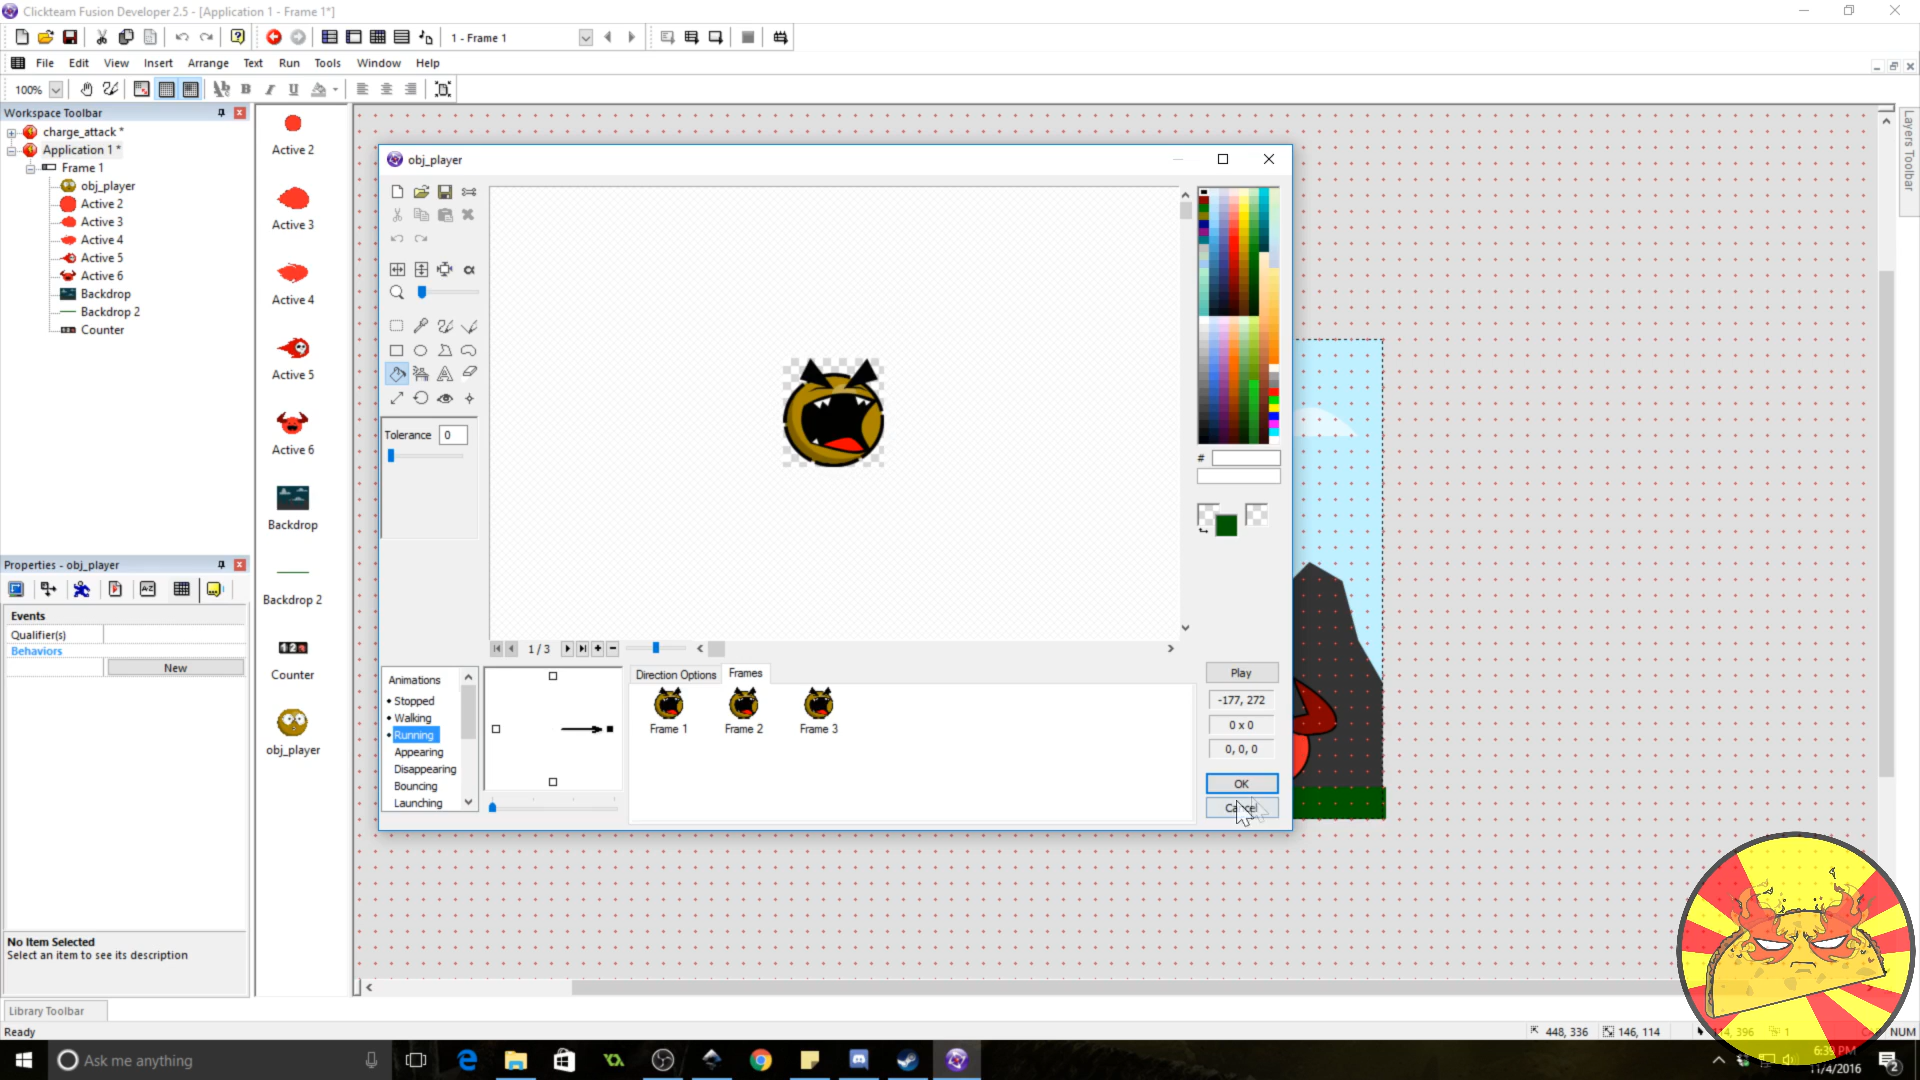 Clickteam Fusion Developer 2.5 - [Application 1 - Frame 1*]
1 - Frame 1
File Edit View Insert Arrange Text Run Tools Window Help
100%
Workspace Toolbar
charge_attack *
Application 1 *
Frame 1
obj_player
Active 2
Active 3
Active 4
Active 5
Active 6
Backdrop
Backdrop 2
Counter
Active 2
Active 3
Active 4
Active 5
Active 6
Backdrop
Backdrop 2
Counter
obj_player
Layers Toolbar
obj_player
Tolerance 0
#
1 / 3
Animations
Stopped
Walking
Running
Appearing
Disappearing
Bouncing
Launching
Direction Options Frames
Frame 1 Frame 2 Frame 3
Play
-177, 272
0 x 0
0, 0, 0
OK
Properties - obj_player
Events
Qualifier(s)
Behaviors
New
No Item Selected
Select an item to see its description
Library Toolbar
Ready
448, 336 146, 114
NUM
Ask me anything
11/4/2016
2